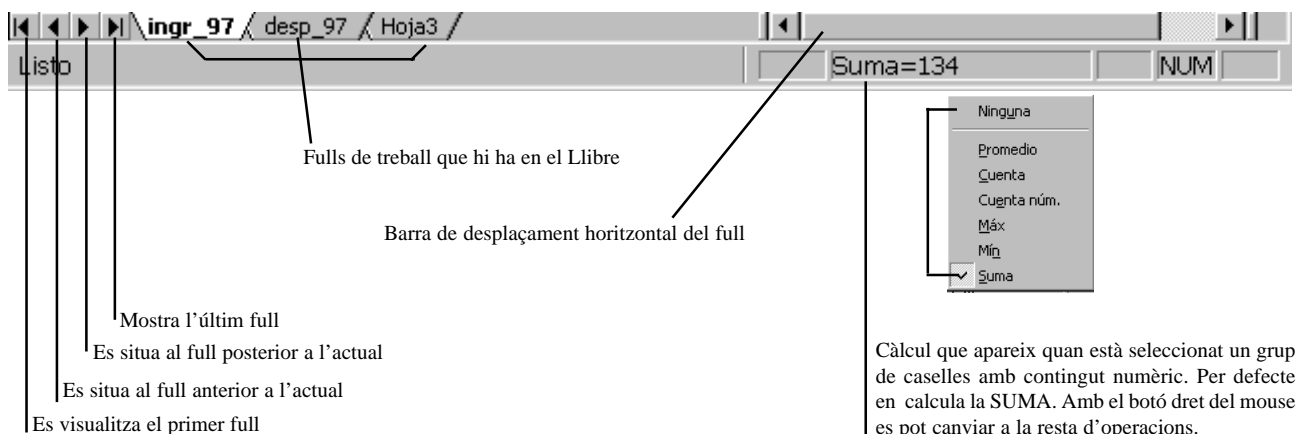 ingr_97 desp_97 Hoja3
Listo Suma=134 NUM
Ninguna
Promedio
Cuenta
Cuenta núm.
Máx
Mín
Suma
Fulls de treball que hi ha en el Llibre
Barra de desplaçament horitzontal del full
Mostra l’últim full
Es situa al full posterior a l’actual
Es situa al full anterior a l’actual
Es visualitza el primer full
Càlcul que apareix quan està seleccionat un grup
de caselles amb contingut numèric. Per defecte
en calcula la SUMA. Amb el botó dret del mouse
es pot canviar a la resta d’operacions.